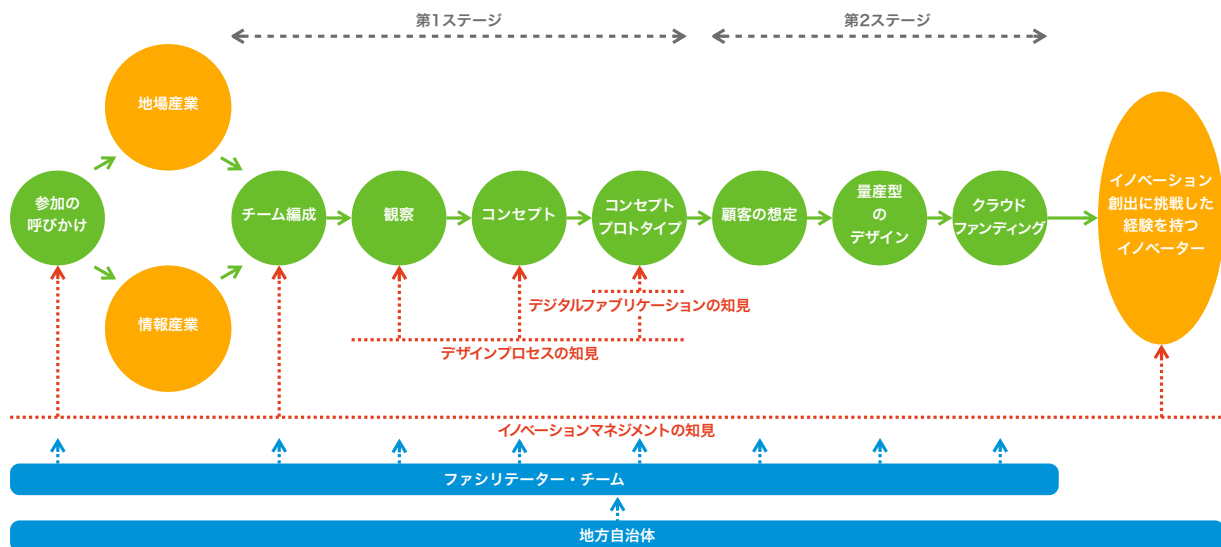 第1ステージ
第2ステージ
地場産業
参加の
呼びかけ
チーム編成
観察
コンセプト
コンセプト
プロトタイプ
顧客の想定
量産型
の
デザイン
クラウド
ファンディング
イノベーション
創出に挑戦した
経験を持つ
イノベーター
情報産業
デジタルファブリケーションの知見
デザインプロセスの知見
イノベーションマネジメントの知見
ファシリテーター・チーム
地方自治体